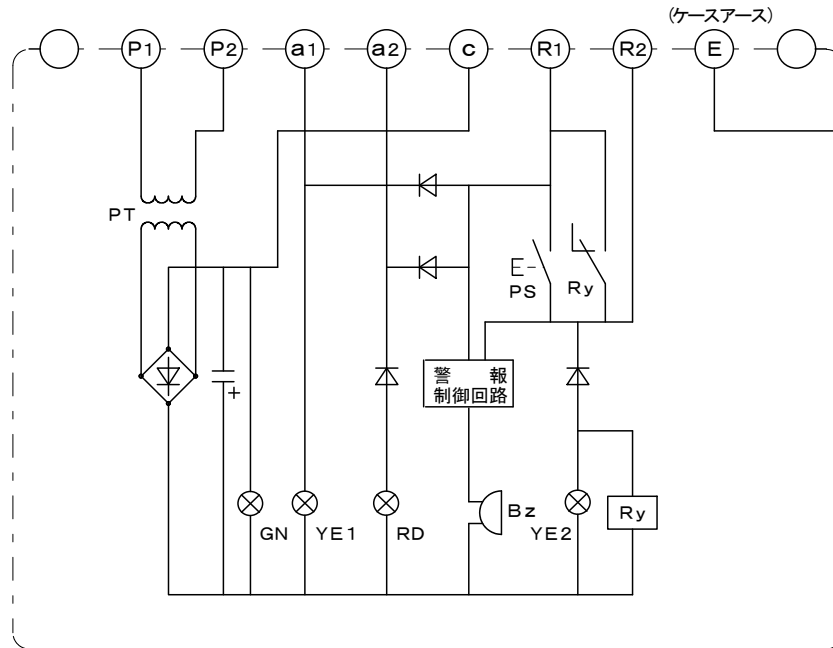 (ケースアース)
P1 P2 a1 a2 c R1 R2 E
PT
E-
PS
Ry
警 報
制御回路
GN
YE1
RD
Bz
YE2
Ry
+